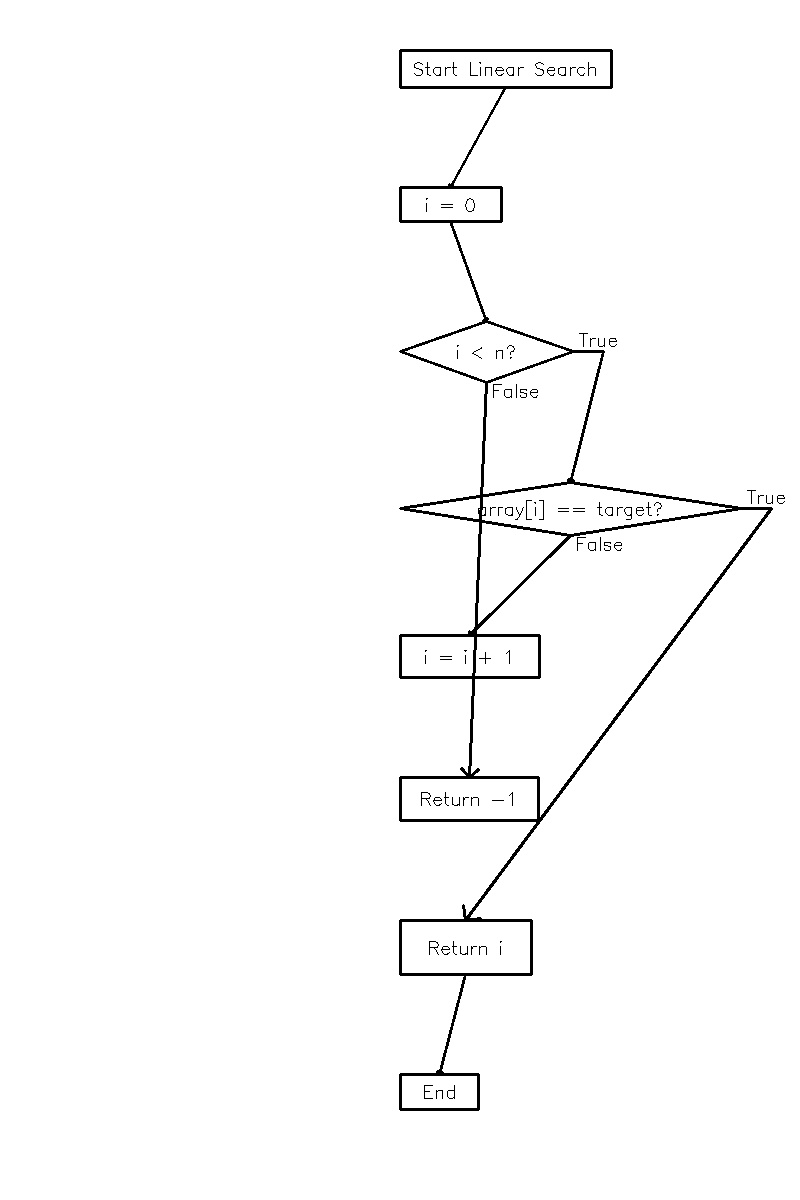 Start Linear Search
i = 0
True
i < n?
False
True
array[i] == target?
False
i = i + 1
Return -1
Return i
End